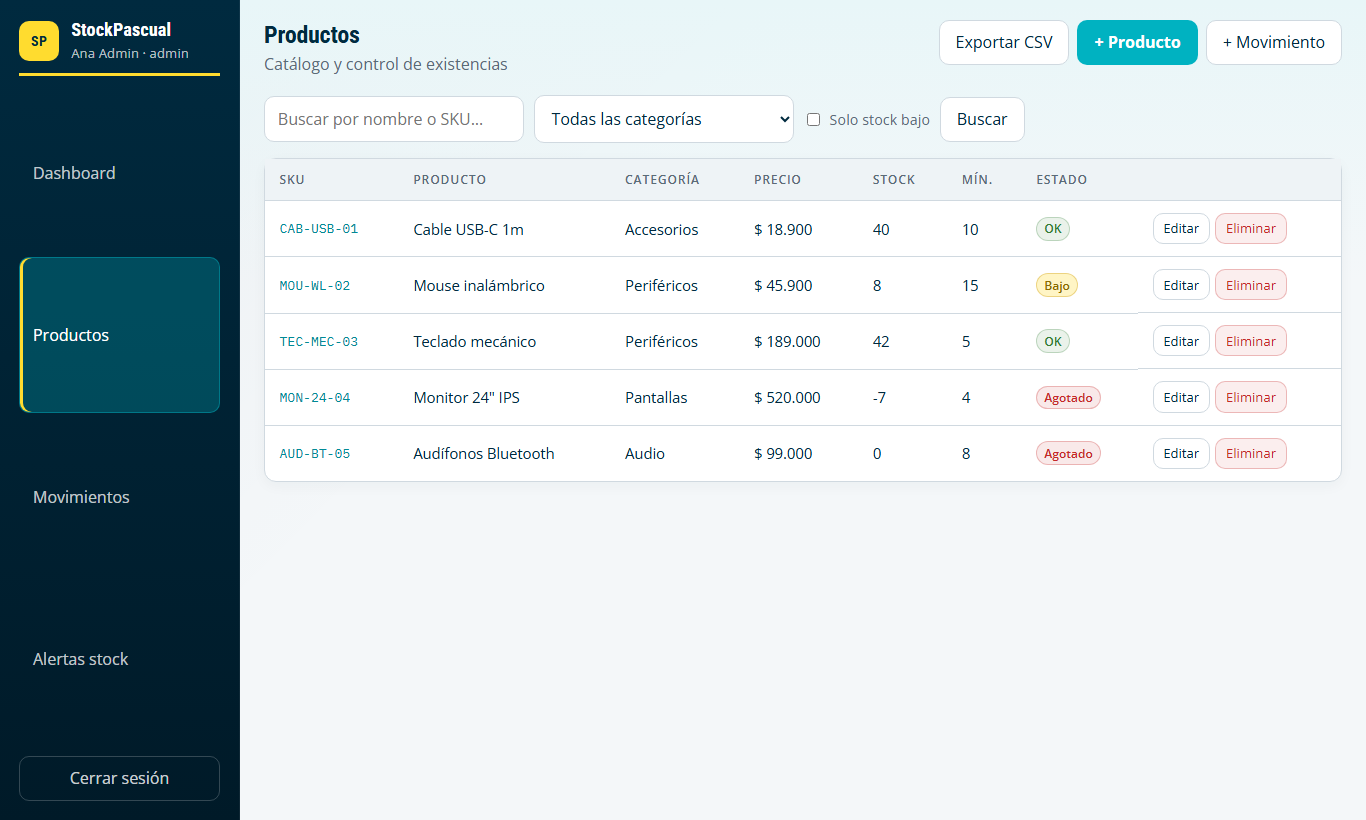 SP
StockPascual
Ana Admin · admin
Dashboard
Productos
Movimientos
Alertas stock
Cerrar sesión
Productos
Catálogo y control de existencias
Exportar CSV
+ Producto
+ Movimiento
Buscar por nombre o SKU...
Todas las categorías
Solo stock bajo
Buscar
SKU PRODUCTO CATEGORÍA PRECIO STOCK MÍN. ESTADO
CAB-USB-01 Cable USB-C 1m Accesorios $ 18.900 40 10 OK Editar Eliminar
MOU-WL-02 Mouse inalámbrico Periféricos $ 45.900 8 15 Bajo Editar Eliminar
TEC-MEC-03 Teclado mecánico Periféricos $ 189.000 42 5 OK Editar Eliminar
MON-24-04 Monitor 24" IPS Pantallas $ 520.000 -7 4 Agotado Editar Eliminar
AUD-BT-05 Audífonos Bluetooth Audio $ 99.000 0 8 Agotado Editar Eliminar